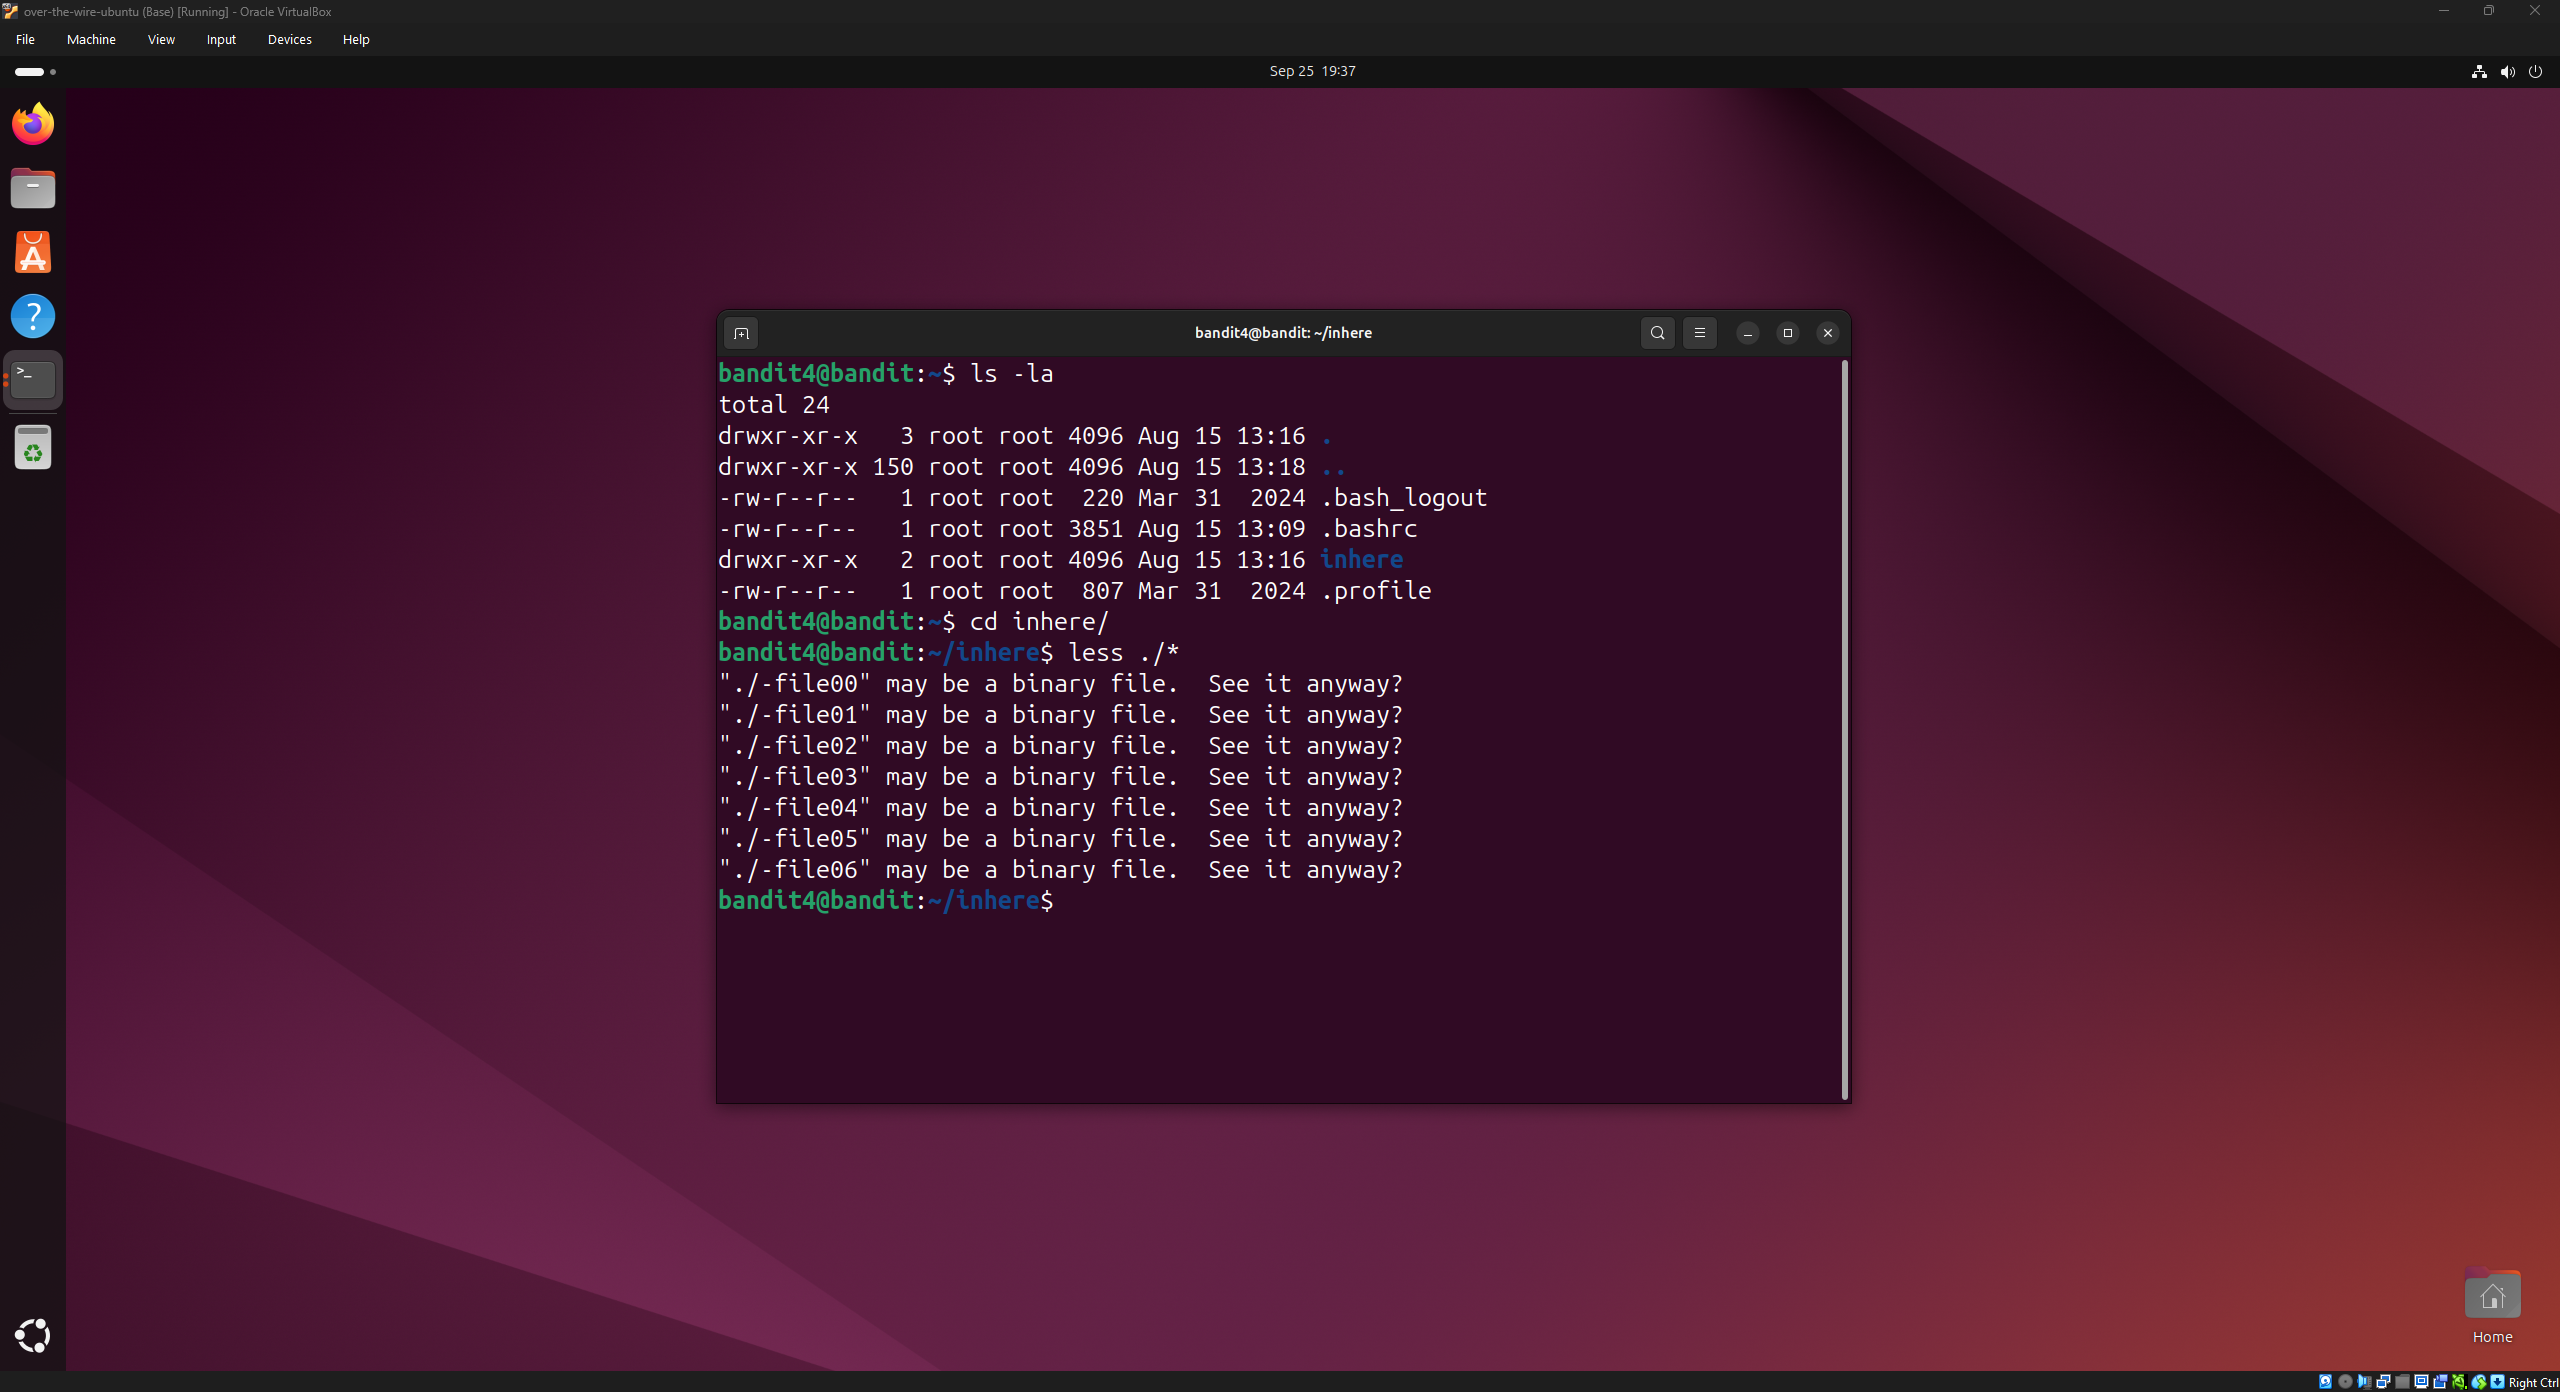 over-the-wire-ubuntu (Base) [Running] - Oracle VirtualBox
File Machine View Input Devices Help
Sep 25 19:37
bandit4@bandit: ~/inhere
bandit4@bandit:~$ ls -la
total 24
drwxr-xr-x   3 root root 4096 Aug 15 13:16 .
drwxr-xr-x 150 root root 4096 Aug 15 13:18 ..
-rw-r--r--   1 root root  220 Mar 31  2024 .bash_logout
-rw-r--r--   1 root root 3851 Aug 15 13:09 .bashrc
drwxr-xr-x   2 root root 4096 Aug 15 13:16 inhere
-rw-r--r--   1 root root  807 Mar 31  2024 .profile
bandit4@bandit:~$ cd inhere/
bandit4@bandit:~/inhere$ less ./*
"./-file00" may be a binary file.  See it anyway?
"./-file01" may be a binary file.  See it anyway?
"./-file02" may be a binary file.  See it anyway?
"./-file03" may be a binary file.  See it anyway?
"./-file04" may be a binary file.  See it anyway?
"./-file05" may be a binary file.  See it anyway?
"./-file06" may be a binary file.  See it anyway?
bandit4@bandit:~/inhere$
Home
Right Ctrl